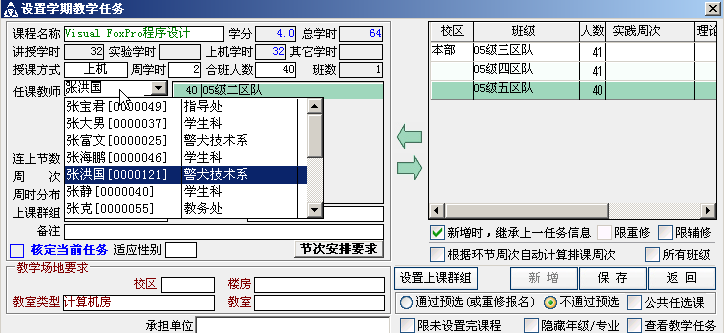 设置学期教学任务
课程名称 Visual FoxPro程序设计 学分 4.0 总学时 64
讲授学时 32 实验学时 上机学时 32 其它学时
授课方式 上机 周学时 2 合班人数 40 班数 1
任课教师 张洪国 40 05级二区队
张宝君[0000049] 指导处
张大男[0000037] 学生科
张富文[0000025] 警犬技术系
张海鹏[0000046] 学生科
张洪国[0000121] 警犬技术系
张静[0000040] 学生科
张克[0000055] 教务处
连上节数
周 次
周时分布
上课群组
备注
核定当前任务 适应性别 节次安排要求
教学场地要求
校区 楼房
教室类型 计算机房 教室
承担单位
校区 班级 人数 实践周次 理论
本部 05级三区队 41
05级四区队 41
05级五区队 40
新增时，继承上一任务信息 限重修 限辅修
根据环节周次自动计算排课周次 所有班级
设置上课群组 新 增 保 存 返 回
通过预选(或重修报名) 不通过预选 公共任选课
限未设置完课程 隐藏年级/专业 查看教学任务